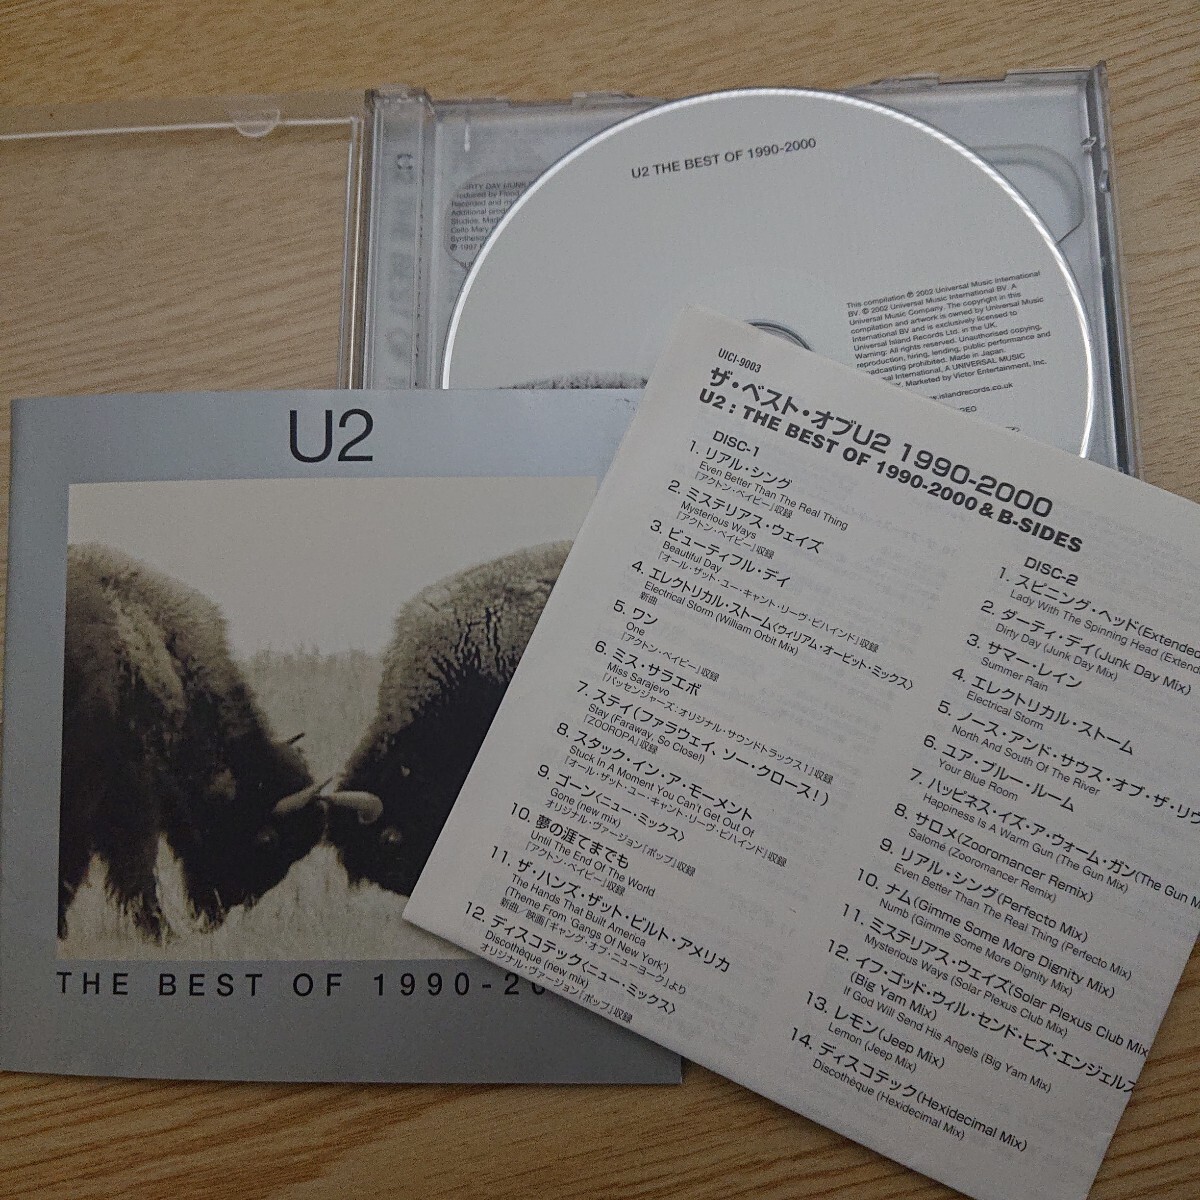 U2 THE BEST OF 1990-2000
This compilation ℗ 2002 Universal Music International
BV. © 2002 Universal Music International BV. A
Universal Music Company. The copyright in this
compilation and artwork is owned by Universal Music
International BV and is exclusively licensed to
Universal Island Records Ltd. in the UK.
Warning: All rights reserved. Unauthorised copying,
reproduction, hiring, lending, public performance and
broadcasting prohibited. Made in Japan.
International, A UNIVERSAL MUSIC
Marketed by Victor Entertainment, Inc.
www.islandrecords.co.uk
U2
THE BEST OF 1990-20
UICI-9003
ザ・ベスト・オブU2 1990-2000
U2 : THE BEST OF 1990-2000 & B-SIDES
DISC-1
1. リアル・シング
Even Better Than The Real Thing
「アクトン・ベイビー」収録
2. ミステリアス・ウェイズ
Mysterious Ways
「アクトン・ベイビー」収録
3. ビューティフル・デイ
Beautiful Day
「オール・ザット・ユー・キャント・リーヴ・ビハインド」収録
4. エレクトリカル・ストーム〈ウィリアム・オービット・ミックス〉
Electrical Storm (William Orbit Mix)
新曲
5. ワン
One
「アクトン・ベイビー」収録
6. ミス・サラエボ
Miss Sarajevo
「パッセンジャーズ:オリジナル・サウンドトラックス1」収録
7. ステイ(ファラウェイ、ソー・クロース!)
Stay (Faraway, So Close!)
「ZOOROPA」収録
8. スタック・イン・ア・モーメント
Stuck In A Moment You Can't Get Out Of
「オール・ザット・ユー・キャント・リーヴ・ビハインド」収録
9. ゴーン〈ニュー・ミックス〉
Gone (new mix)
オリジナル・ヴァージョン「ポップ」収録
10. 夢の涯てまでも
Until The End Of The World
「アクトン・ベイビー」収録
11. ザ・ハンズ・ザット・ビルト・アメリカ
The Hands That Built America
(Theme From 'Gangs Of New York')
新曲/映画「ギャング・オブ・ニューヨーク」より
12. ディスコテック〈ニュー・ミックス〉
Discothèque (new mix)
オリジナル・ヴァージョン「ポップ」収録
DISC-2
1. スピニング・ヘッド(Extended
Lady With The Spinning Head (Extende
2. ダーティ・デイ(Junk Day Mix)
Dirty Day (Junk Day Mix)
3. サマー・レイン
Summer Rain
4. エレクトリカル・ストーム
Electrical Storm
5. ノース・アンド・サウス・オブ・ザ・リヴ
North And South Of The River
6. ユア・ブルー・ルーム
Your Blue Room
7. ハッピネス・イズ・ア・ウォーム・ガン(The Gun M
Happiness Is A Warm Gun (The Gun Mix)
8. サロメ(Zooromancer Remix)
Salomé (Zooromancer Remix)
9. リアル・シング(Perfecto Mix)
Even Better Than The Real Thing (Perfecto Mix)
10. ナム(Gimme Some More Dignity Mix)
Numb (Gimme Some More Dignity Mix)
11. ミステリアス・ウェイズ(Solar Plexus Club Mix
Mysterious Ways (Solar Plexus Club Mix)
12. イフ・ゴッド・ウィル・センド・ヒズ・エンジェルス
(Big Yam Mix)
If God Will Send His Angels (Big Yam Mix)
13. レモン(Jeep Mix)
Lemon (Jeep Mix)
14. ディスコテック(Hexidecimal Mix)
Discothèque (Hexidecimal Mix)